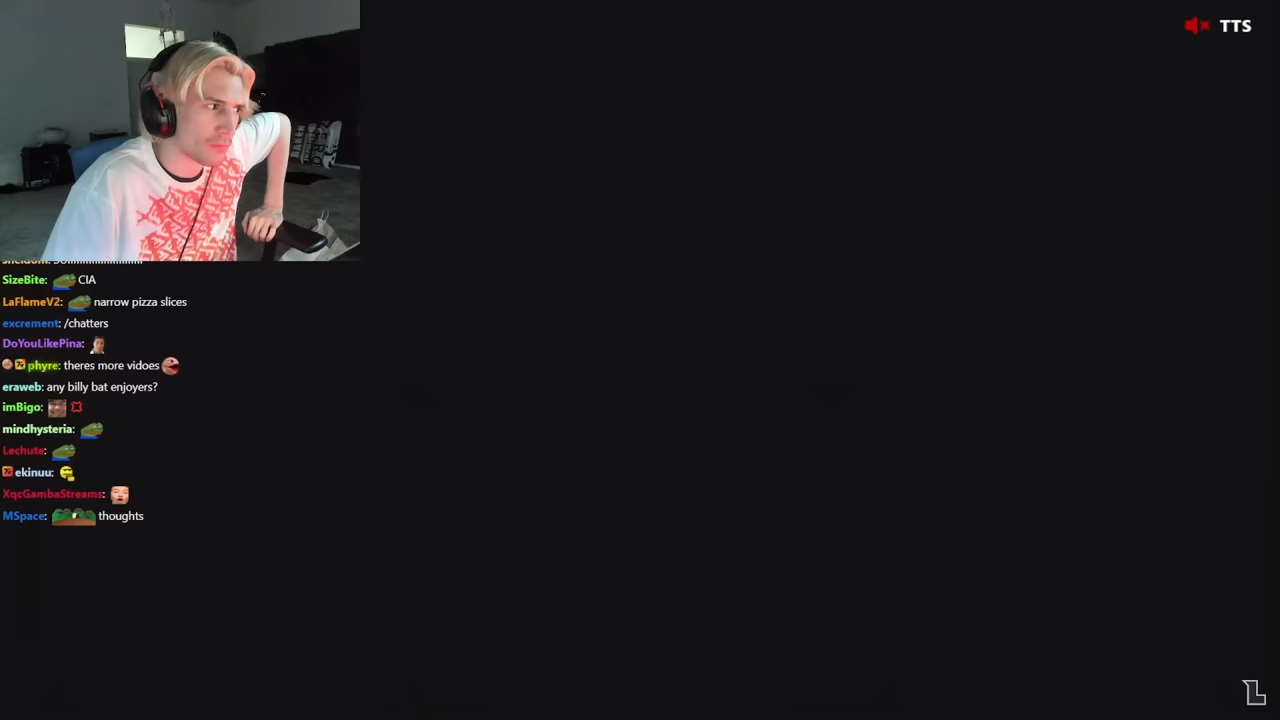 TTS
SizeBite: CIA
LaFlameV2: narrow pizza slices
excrement: /chatters
DoYouLikePina:
phyre: theres more vidoes
eraweb: any billy bat enjoyers?
imBigo:
mindhysteria:
Lechute:
ekinuu:
XqcGambaStreams:
MSpace: thoughts